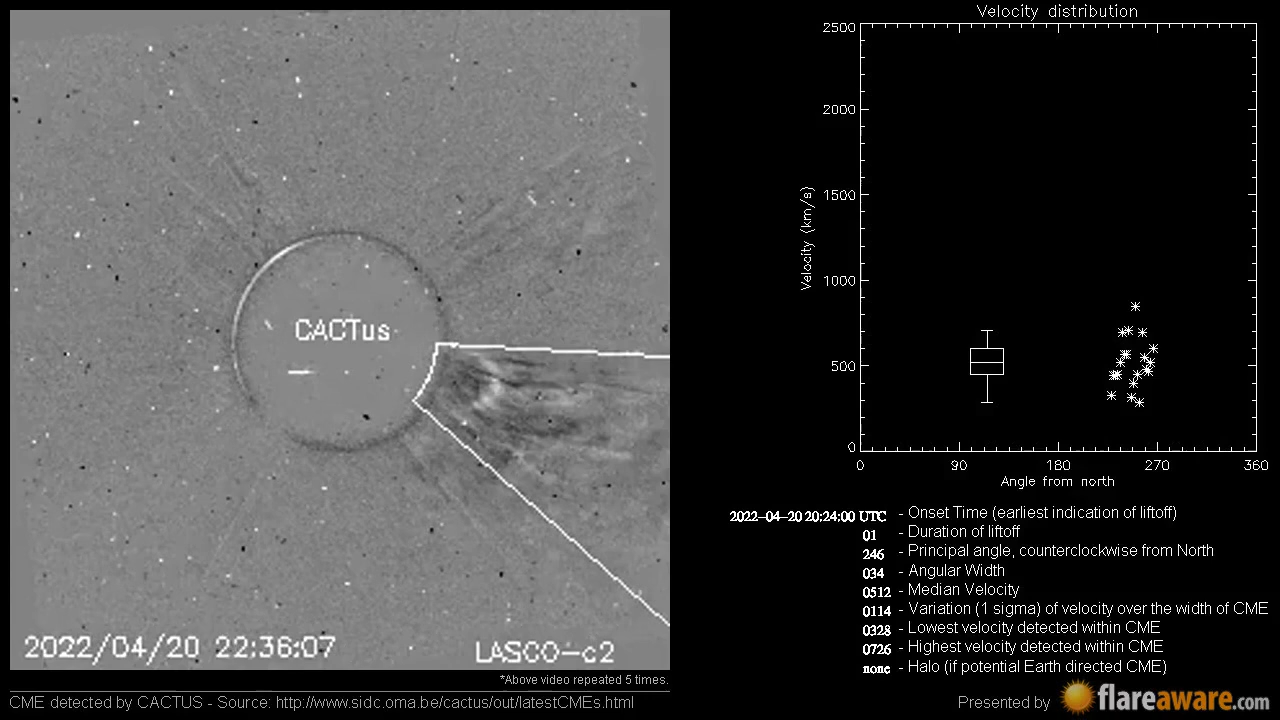 CACTus
2022/04/20 22:36:07
LASCO-c2
*Above video repeated 5 times.
CME detected by CACTUS - Source: http://www.sidc.oma.be/cactus/out/latestCMEs.html
Velocity distribution
Velocity (km/s)
2500
2000
1500
1000
500
0
0 90 180 270 360
Angle from north
2022-04-20 20:24:00 UTC - Onset Time (earliest indication of liftoff)
01 - Duration of liftoff
246 - Principal angle, counterclockwise from North
034 - Angular Width
0512 - Median Velocity
0114 - Variation (1 sigma) of velocity over the width of CME
0328 - Lowest velocity detected within CME
0726 - Highest velocity detected within CME
none - Halo (if potential Earth directed CME)
Presented by flareaware.com